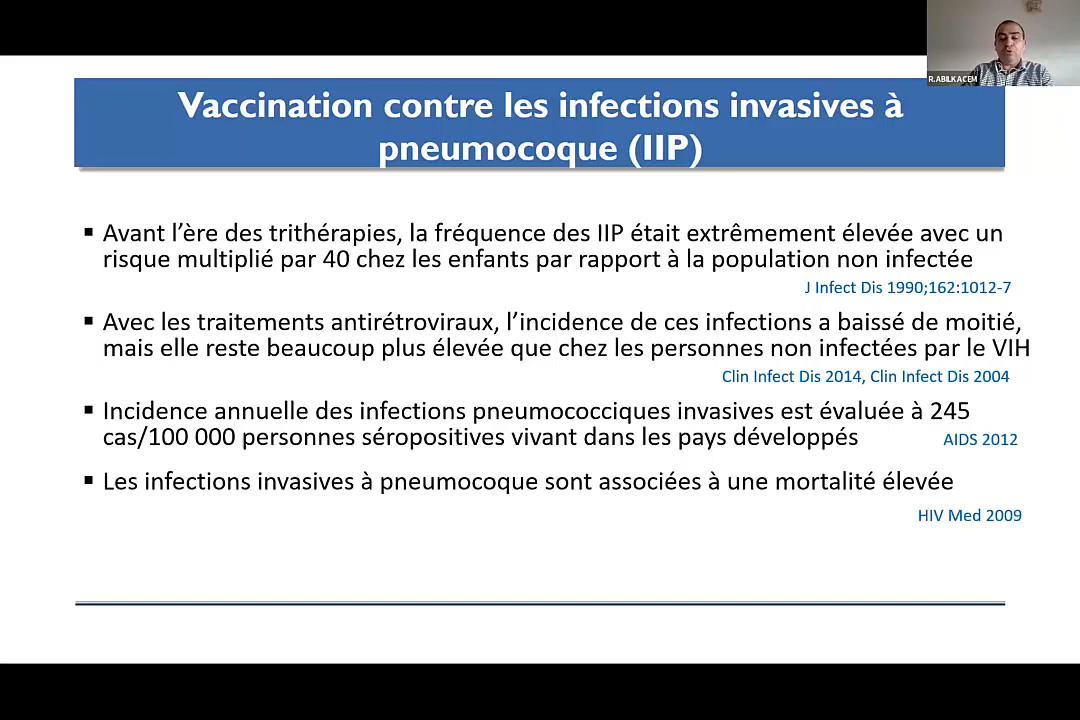 R.ABILKACEM
Vaccination contre les infections invasives à
pneumocoque (IIP)
▪ Avant l’ère des trithérapies, la fréquence des IIP était extrêmement élevée avec un
risque multiplié par 40 chez les enfants par rapport à la population non infectée
J Infect Dis 1990;162:1012-7
▪ Avec les traitements antirétroviraux, l’incidence de ces infections a baissé de moitié,
mais elle reste beaucoup plus élevée que chez les personnes non infectées par le VIH
Clin Infect Dis 2014, Clin Infect Dis 2004
▪ Incidence annuelle des infections pneumococciques invasives est évaluée à 245
cas/100 000 personnes séropositives vivant dans les pays développés AIDS 2012
▪ Les infections invasives à pneumocoque sont associées à une mortalité élevée
HIV Med 2009